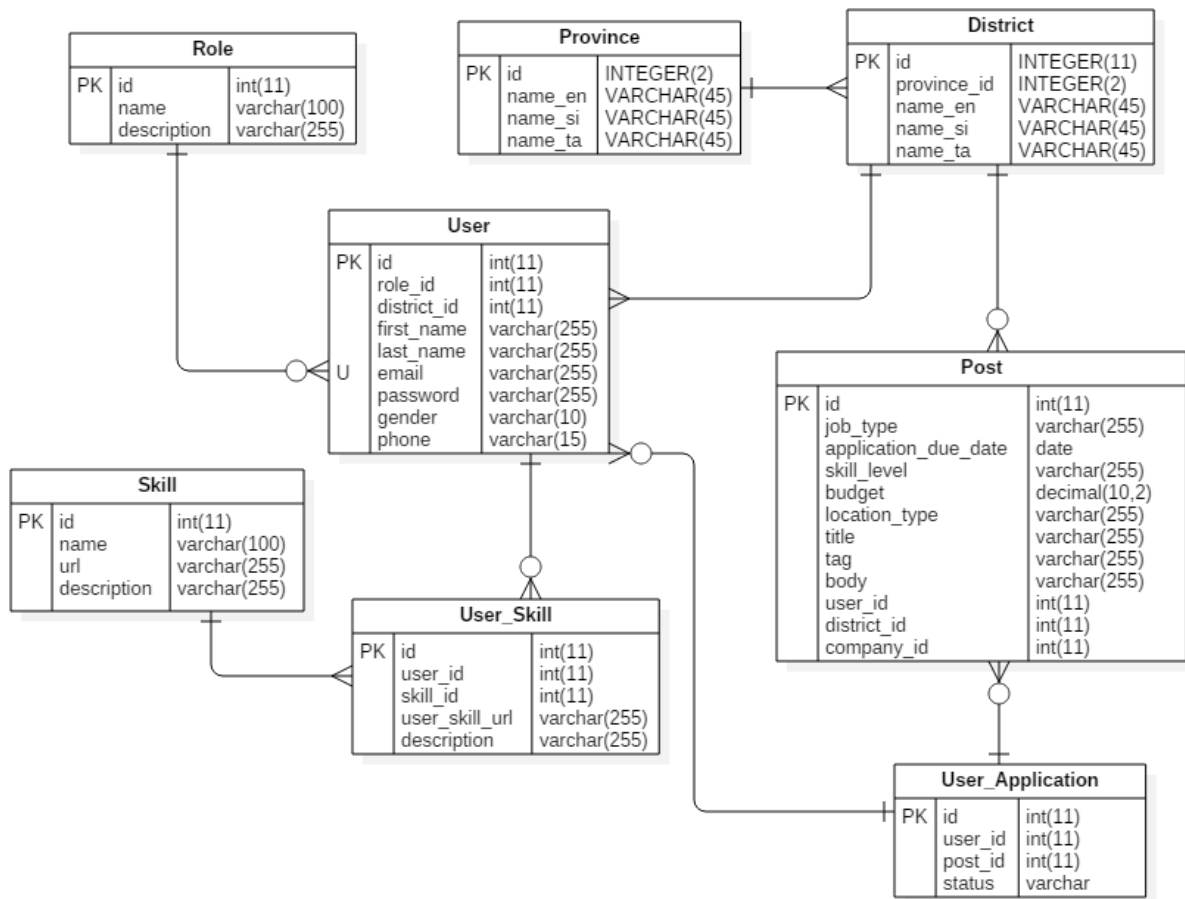 Role
PK id int(11)
name varchar(100)
description varchar(255)
Province
PK id INTEGER(2)
name_en VARCHAR(45)
name_si VARCHAR(45)
name_ta VARCHAR(45)
District
PK id INTEGER(11)
province_id INTEGER(2)
name_en VARCHAR(45)
name_si VARCHAR(45)
name_ta VARCHAR(45)
User
PK id int(11)
role_id int(11)
district_id int(11)
first_name varchar(255)
last_name varchar(255)
U email varchar(255)
password varchar(255)
gender varchar(10)
phone varchar(15)
Post
PK id int(11)
job_type varchar(255)
application_due_date date
skill_level varchar(255)
budget decimal(10,2)
location_type varchar(255)
title varchar(255)
tag varchar(255)
body varchar(255)
user_id int(11)
district_id int(11)
company_id int(11)
Skill
PK id int(11)
name varchar(100)
url varchar(255)
description varchar(255)
User_Skill
PK id int(11)
user_id int(11)
skill_id int(11)
user_skill_url varchar(255)
description varchar(255)
User_Application
PK id int(11)
user_id int(11)
post_id int(11)
status varchar